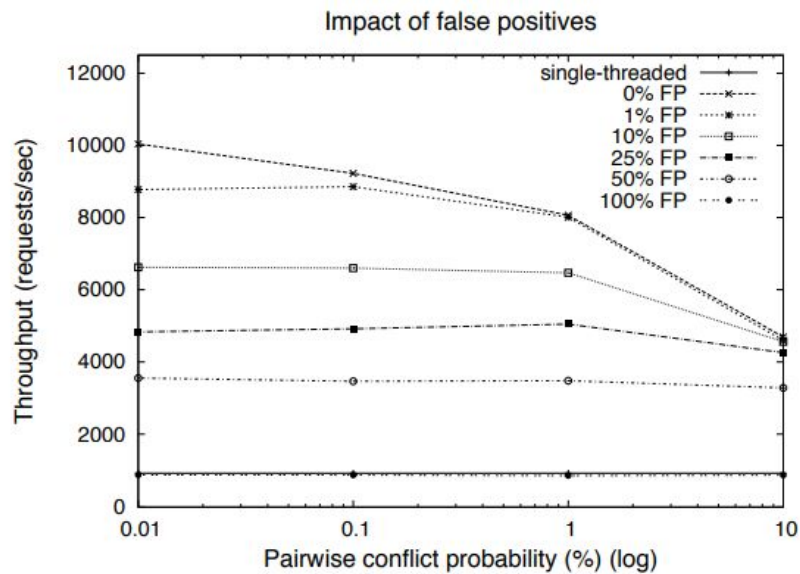 Impact of false positives
Throughput (requests/sec)
12000
10000
8000
6000
4000
2000
0
single-threaded
0% FP
1% FP
10% FP
25% FP
50% FP
100% FP
0.01
0.1
1
10
Pairwise conflict probability (%) (log)